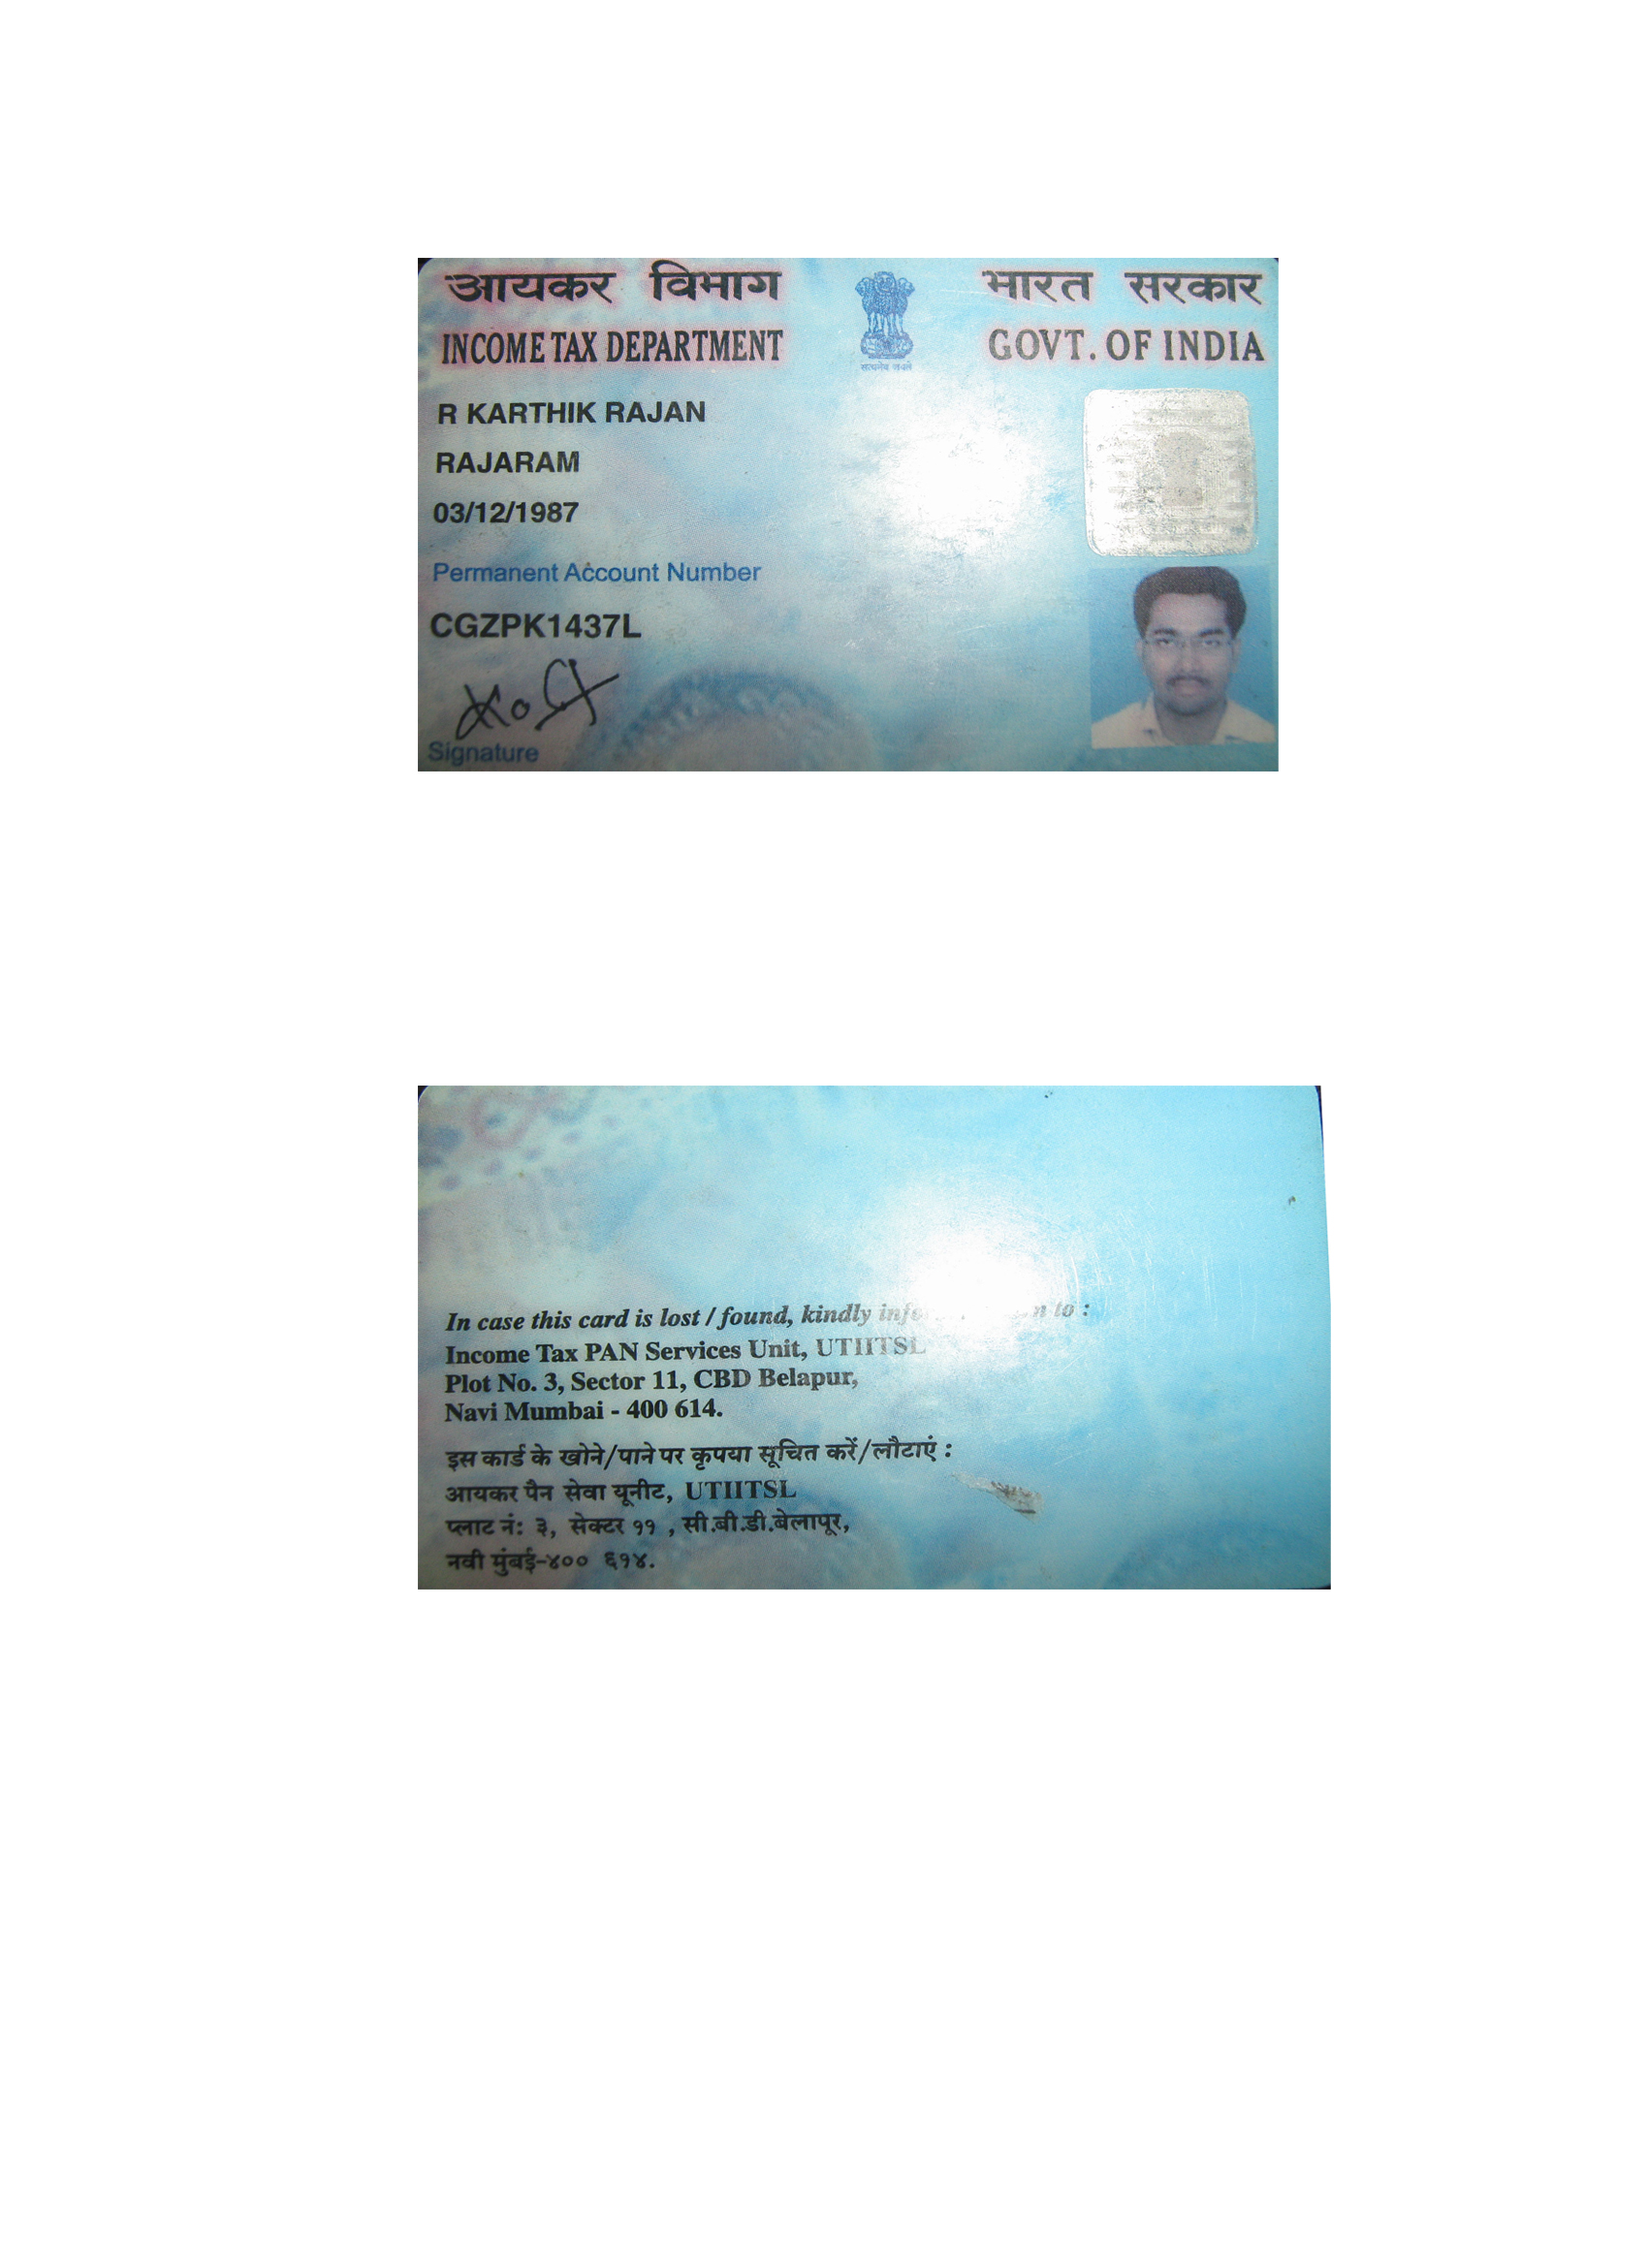 आयकर विभाग
INCOME TAX DEPARTMENT
सत्यमेव जयते
भारत सरकार
GOVT. OF INDIA
R KARTHIK RAJAN
RAJARAM
03/12/1987
Permanent Account Number
CGZPK1437L
Signature
In case this card is lost / found, kindly to :
Income Tax PAN Services Unit, UTIITSL
Plot No. 3, Sector 11, CBD Belapur,
Navi Mumbai - 400 614.
इस कार्ड के खोने/पाने पर कृपया सूचित करें/लौटाएं :
आयकर पैन सेवा यूनीट, UTIITSL
प्लाट नं: ३, सेक्टर ११ , सी.बी.डी.बेलापूर,
नवी मुंबई-४०० ६१४.